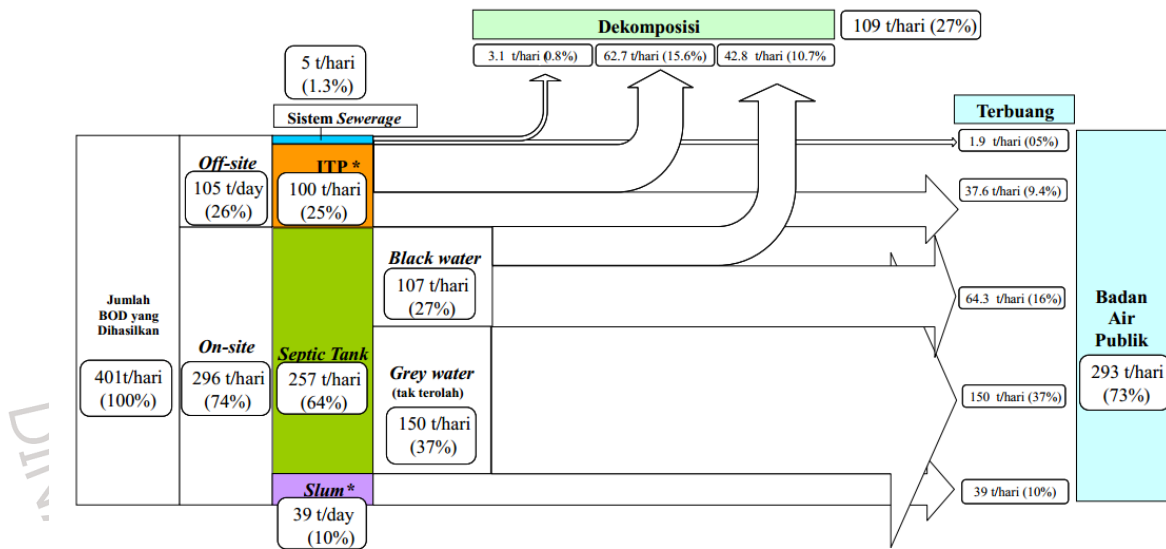 Dekomposisi
109 t/hari (27%)
3.1 t/hari (0.8%)
62.7 t/hari (15.6%)
42.8 t/hari (10.7%
5 t/hari
(1.3%)
Sistem Sewerage
Terbuang
1.9 t/hari (05%)
Off-site
105 t/day
(26%)
ITP *
100 t/hari
(25%)
37.6 t/hari (9.4%)
Black water
107 t/hari
(27%)
64.3 t/hari (16%)
Jumlah
BOD yang
Dihasilkan
401t/hari
(100%)
On-site
296 t/hari
(74%)
Septic Tank
257 t/hari
(64%)
Grey water
(tak terolah)
150 t/hari
(37%)
150 t/hari (37%)
Badan
Air
Publik
293 t/hari
(73%)
Slum*
39 t/day
(10%)
39 t/hari (10%)